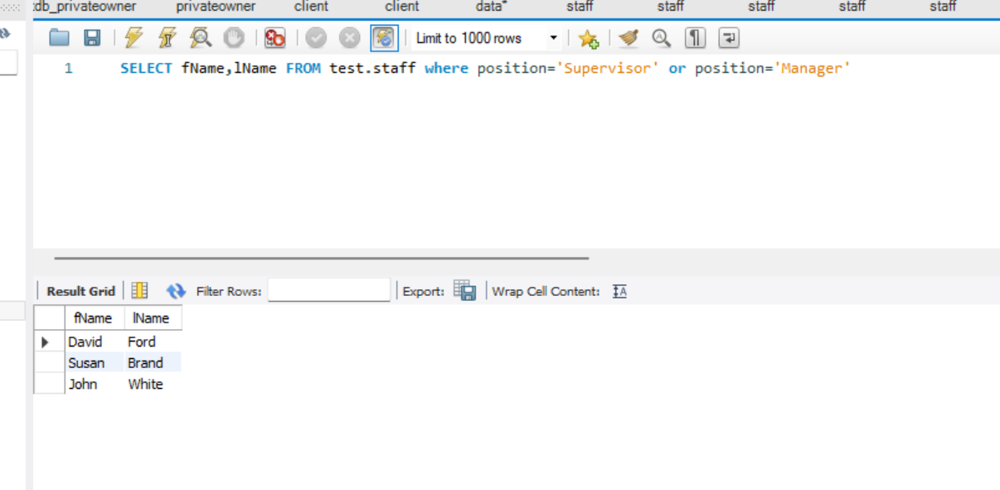 db_privateowner privateowner client client data* staff staff staff staff staff
Limit to 1000 rows
1 SELECT fName,lName FROM test.staff where position='Supervisor' or position='Manager'
Result Grid Filter Rows: Export: Wrap Cell Content: IA
fName lName
David Ford
Susan Brand
John White